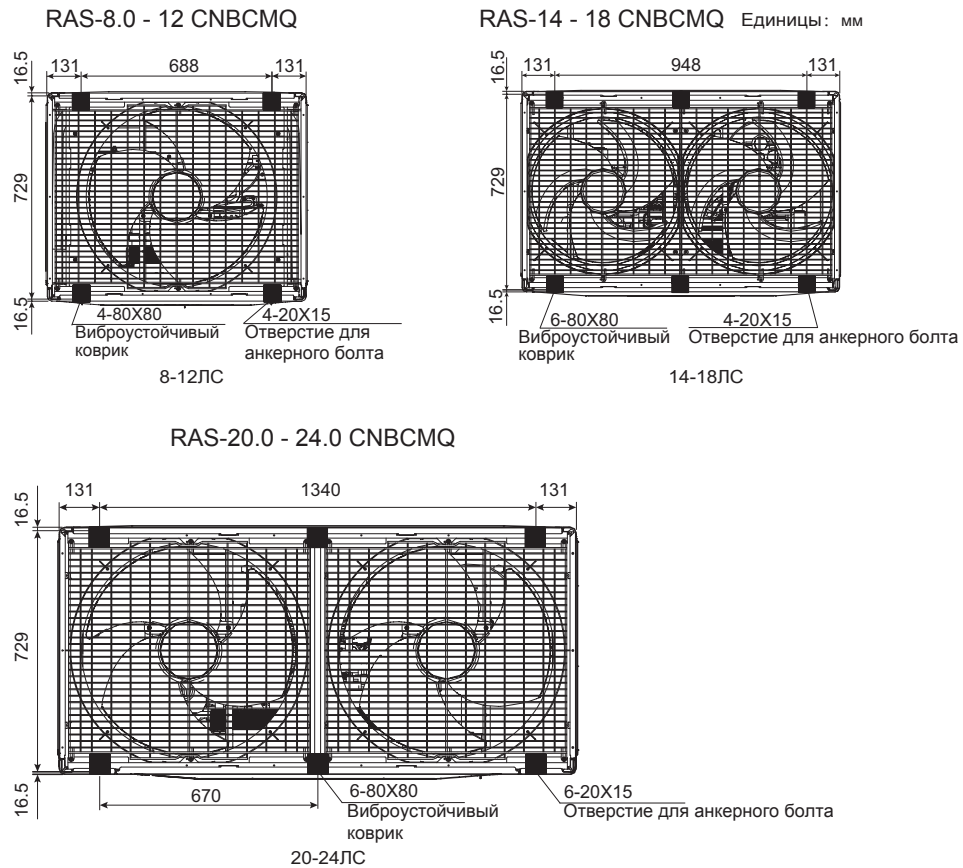 RAS-8.0 - 12 CNBCMQ
RAS-14 - 18 CNBCMQ Единицы: мм
16.5
131
688
131
729
16.5
4-80X80
Виброустойчивый
коврик
4-20X15
Отверстие для
анкерного болта
8-12ЛС
16.5
131
948
131
729
16.5
6-80X80
Виброустойчивый
коврик
4-20X15
Отверстие для анкерного болта
14-18ЛС
RAS-20.0 - 24.0 CNBCMQ
16.5
131
1340
131
729
16.5
670
6-80X80
Виброустойчивый
коврик
6-20X15
Отверстие для анкерного болта
20-24ЛС